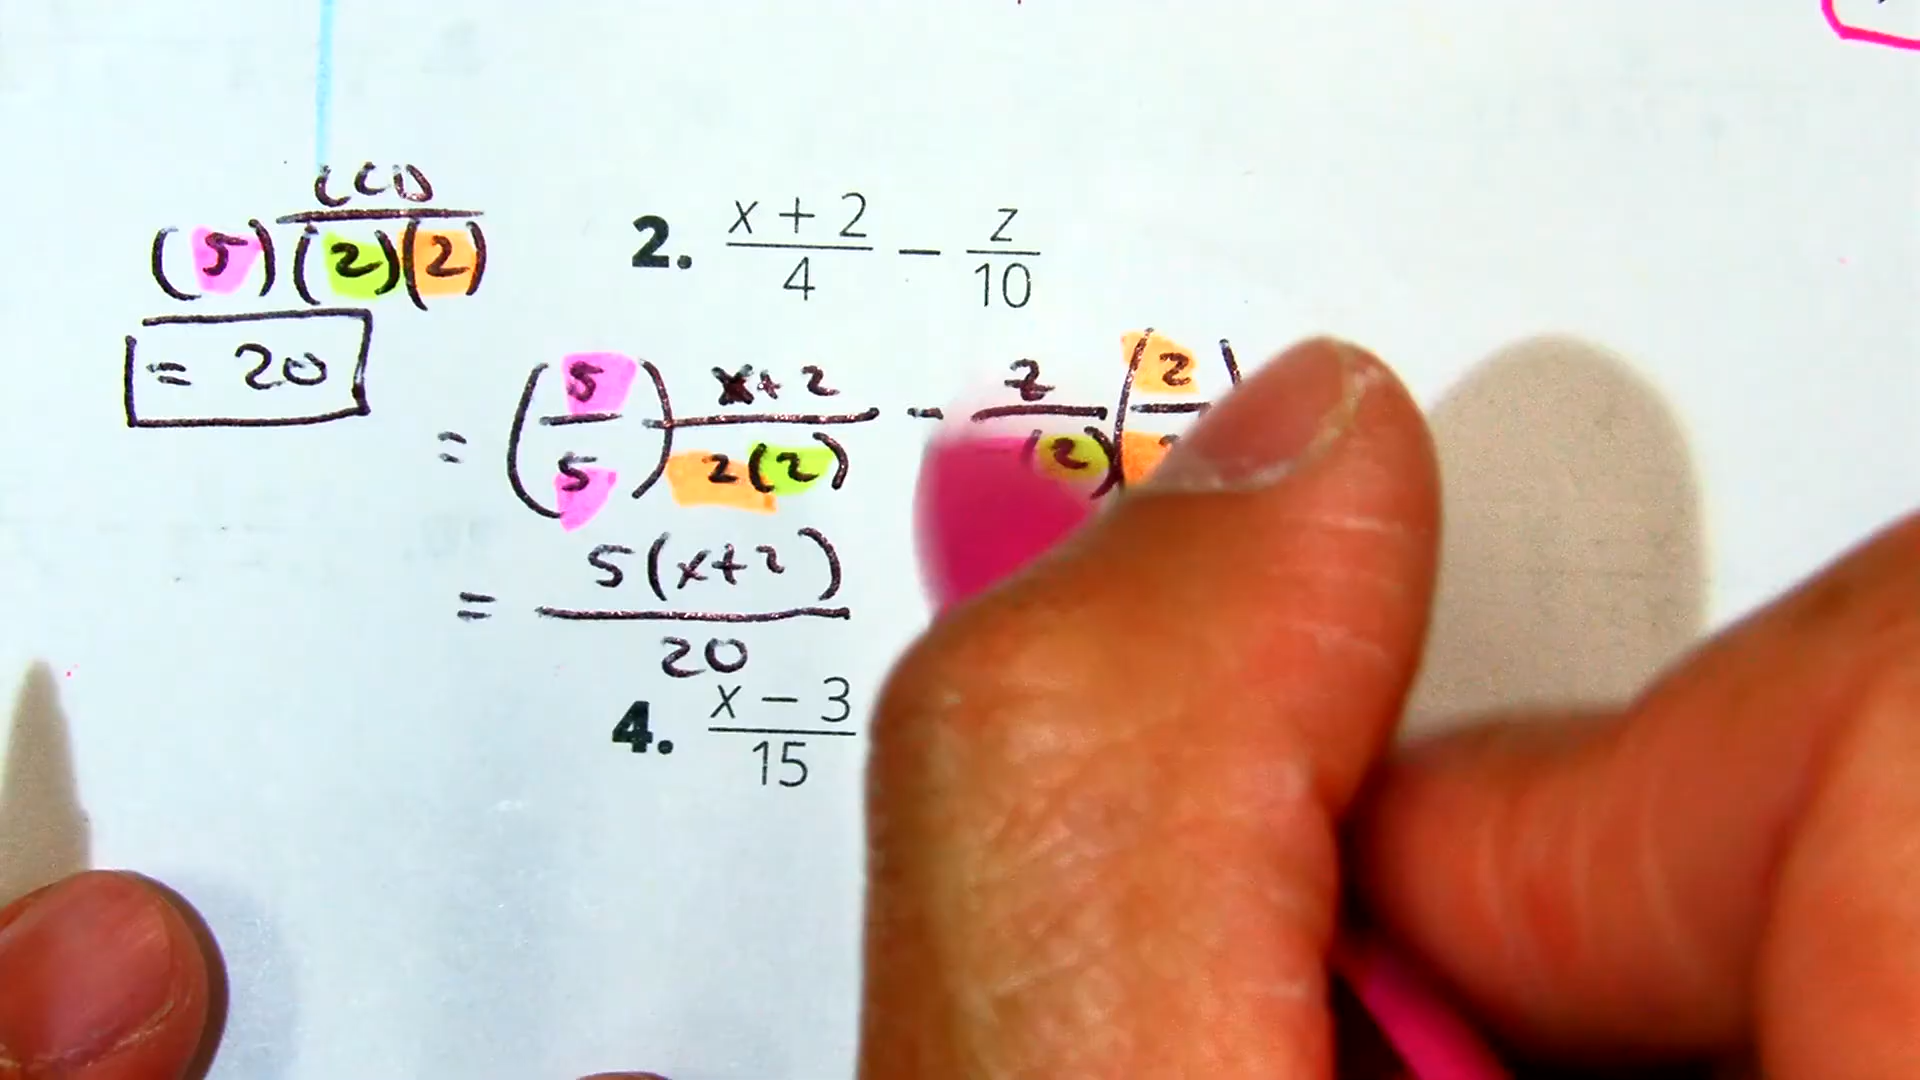 LCD
(5)(2)(2)
= 20
2. x + 2 / 4 − z / 10
= (5/5) x+2 / 2(2) - z / (2) (2/
= 5(x+2) / 20
4. x − 3 / 15